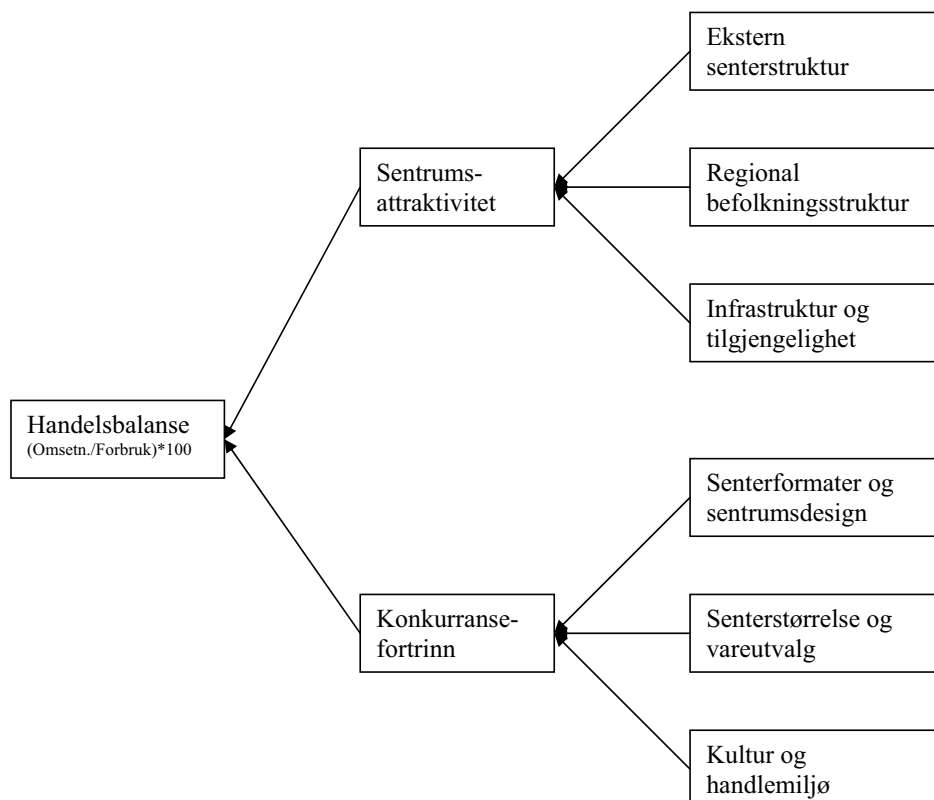 Ekstern
senterstruktur
Sentrums-
attraktivitet
Regional
befolkningsstruktur
Infrastruktur og
tilgjengelighet
Handelsbalanse
(Omsetn./Forbruk)*100
Senterformater og
sentrumsdesign
Konkurranse-
fortrinn
Senterstørrelse og
vareutvalg
Kultur og
handlemiljø